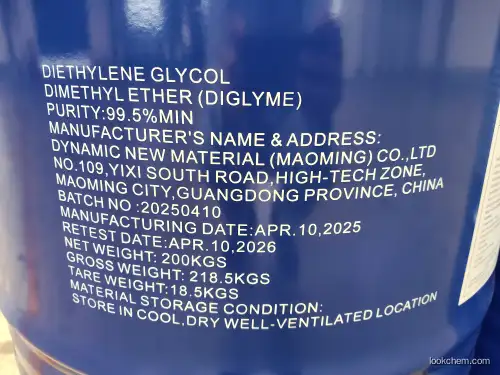 DIETHYLENE GLYCOL
DIMETHYL ETHER (DIGLYME)
PURITY:99.5%MIN
MANUFACTURER'S NAME & ADDRESS:
DYNAMIC NEW MATERIAL (MAOMING) CO.,LTD
NO.109,YIXI SOUTH ROAD,HIGH-TECH ZONE,
MAOMING CITY,GUANGDONG PROVINCE, CHINA
BATCH NO :20250410
MANUFACTURING DATE:APR.10,2025
RETEST DATE:APR.10,2026
NET WEIGHT: 200KGS
GROSS WEIGHT: 218.5KGS
TARE WEIGHT:18.5KGS
MATERIAL STORAGE CONDITION:
STORE IN COOL,DRY WELL-VENTILATED LOCATION
lookchem.com